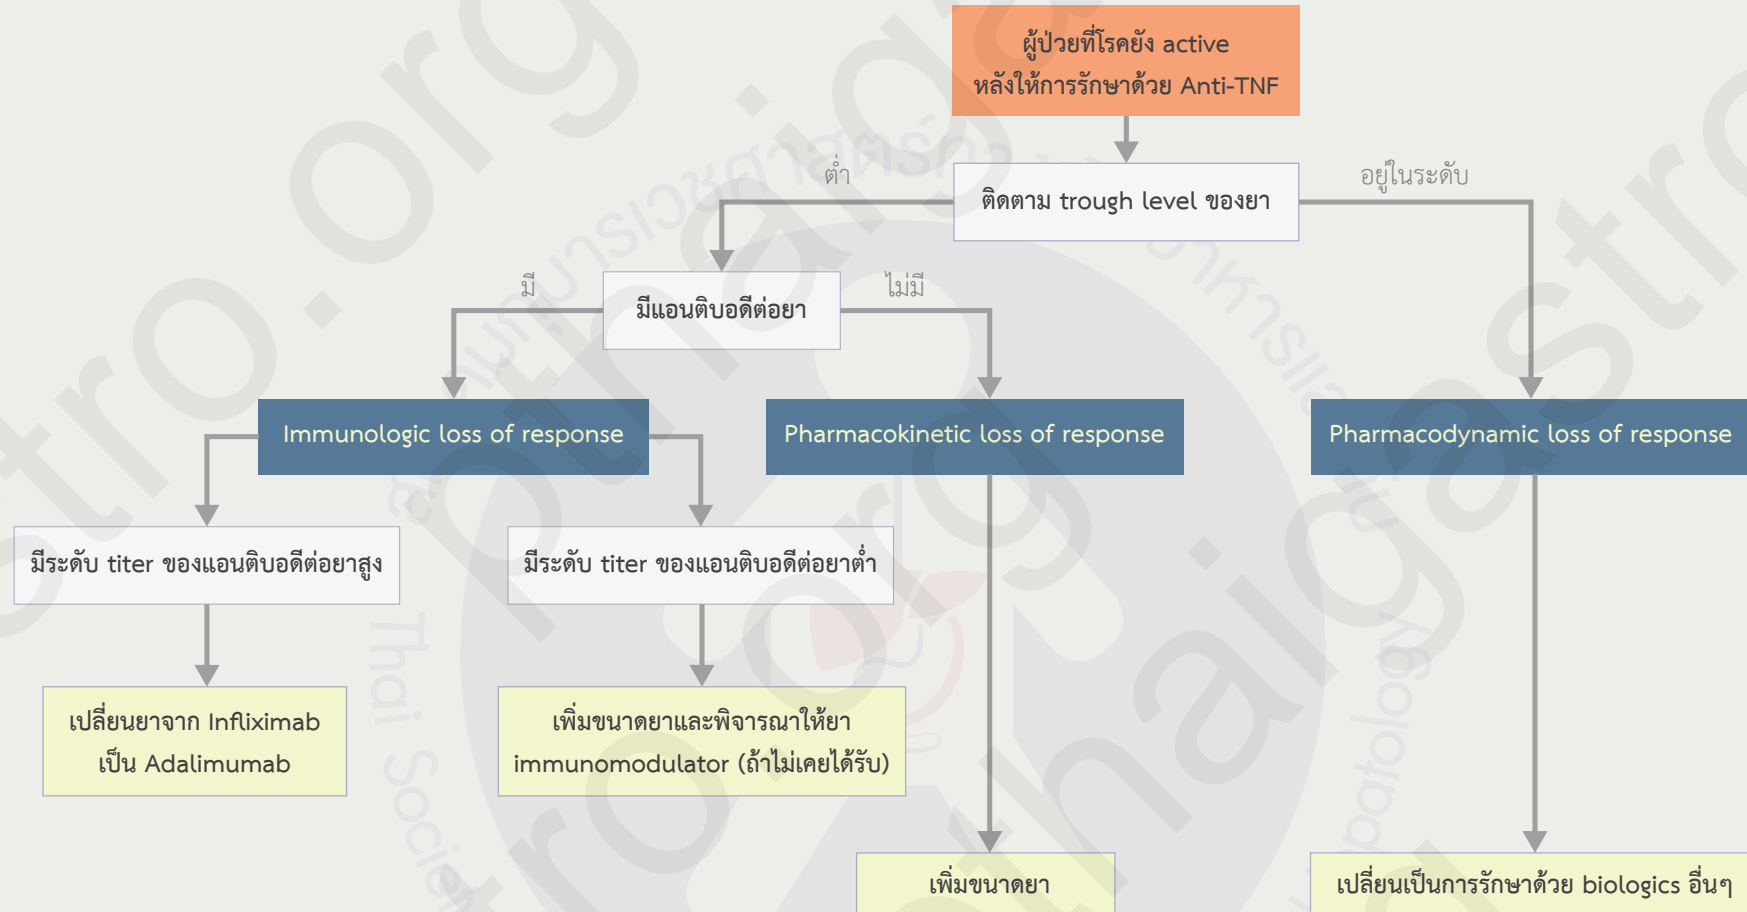 ผู้ป่วยที่โรคยัง active
หลังให้การรักษาด้วย Anti-TNF
ต่ำ
ติดตาม trough level ของยา
อยู่ในระดับ
มี
มีแอนติบอดีต่อยา
ไม่มี
Immunologic loss of response
Pharmacokinetic loss of response
Pharmacodynamic loss of response
มีระดับ titer ของแอนติบอดีต่อยาสูง
มีระดับ titer ของแอนติบอดีต่อยาต่ำ
เปลี่ยนยาจาก Infliximab
เป็น Adalimumab
เพิ่มขนาดยาและพิจารณาให้ยา
immunomodulator (ถ้าไม่เคยได้รับ)
เพิ่มขนาดยา
เปลี่ยนเป็นการรักษาด้วย biologics อื่นๆ